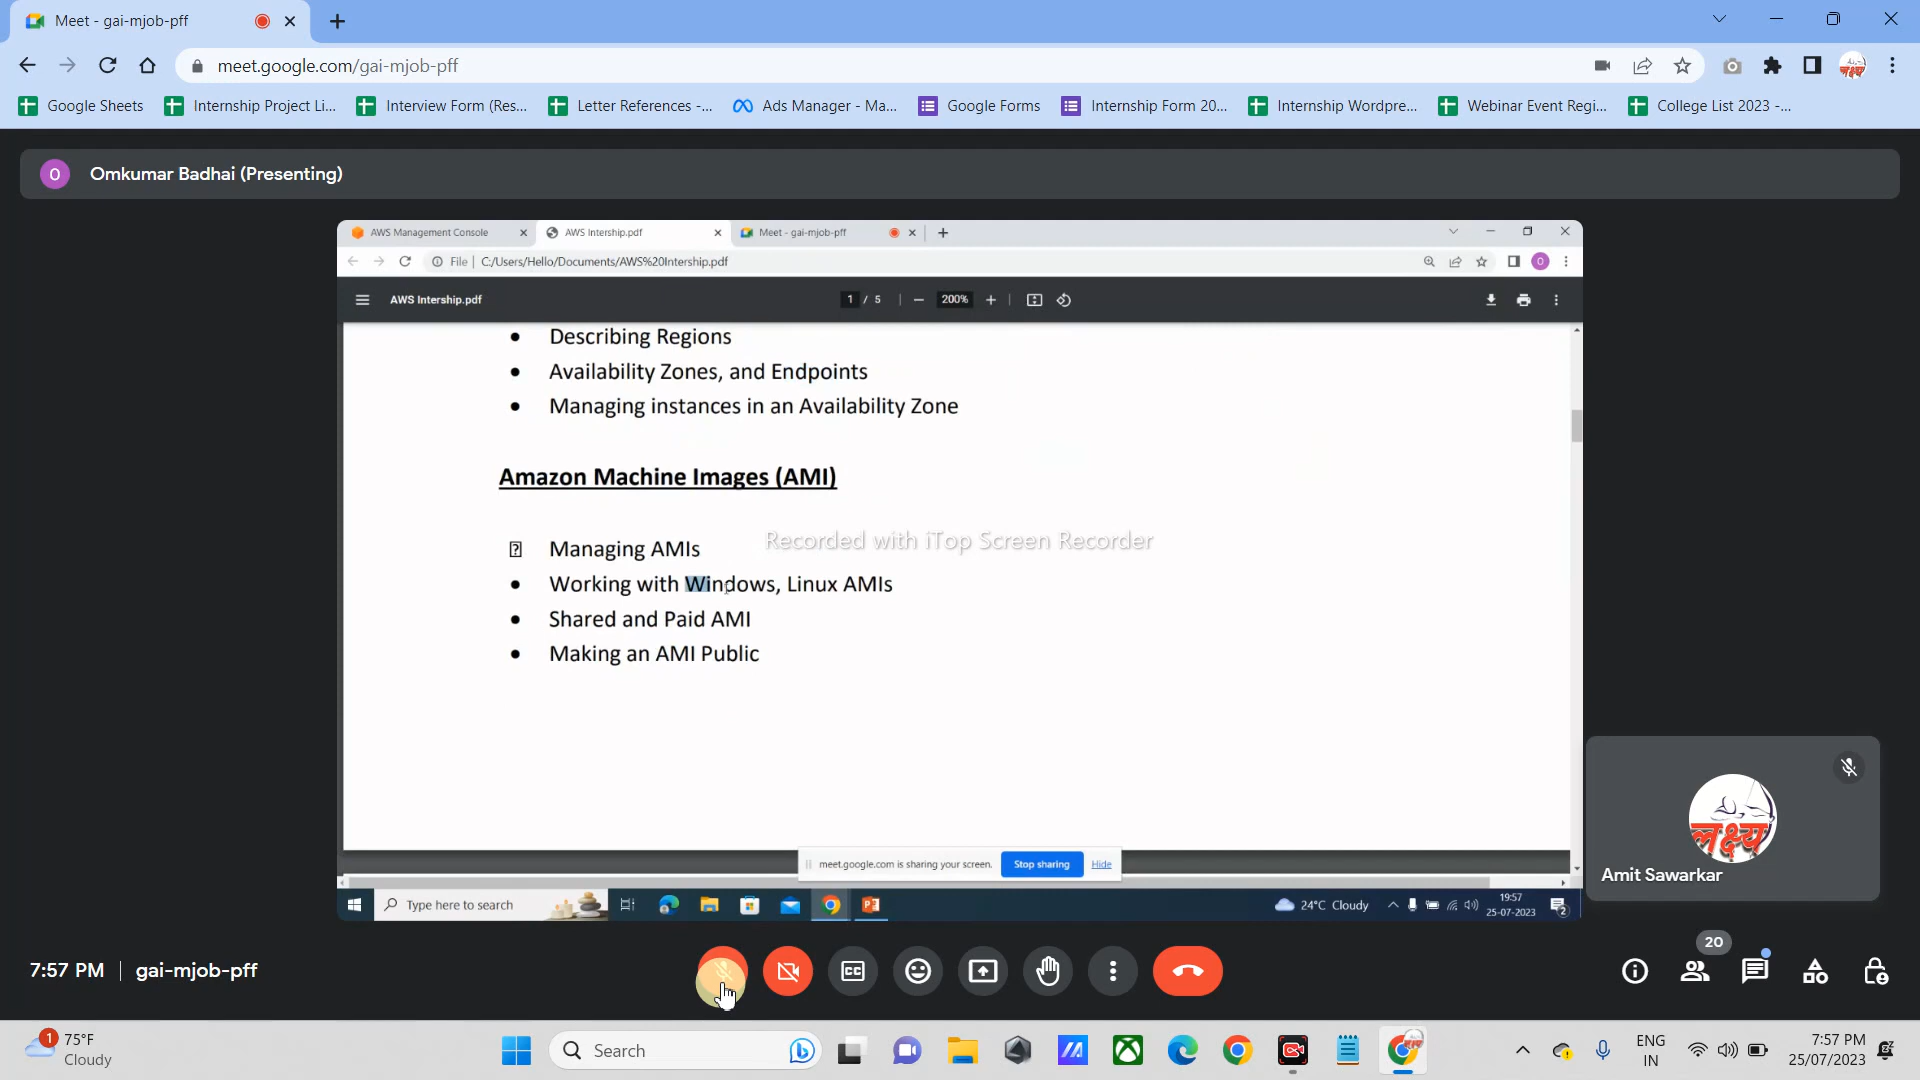 Meet - gai-mjob-pff
meet.google.com/gai-mjob-pff
Google Sheets Internship Project Li... Interview Form (Res... Letter References -... Ads Manager - Ma... Google Forms Internship Form 20... Internship Wordpre... Webinar Event Regi... College List 2023 -...
O Omkumar Badhai (Presenting)
AWS Management Console AWS Intership.pdf Meet - gai-mjob-pff
File | C:/Users/Hello/Documents/AWS%20Intership.pdf O
AWS Intership.pdf 1 / 5 200%
• Describing Regions
• Availability Zones, and Endpoints
• Managing instances in an Availability Zone
Amazon Machine Images (AMI)
Recorded with iTop Screen Recorder
Managing AMIs
• Working with Windows, Linux AMIs
• Shared and Paid AMI
• Making an AMI Public
लक्ष्य
Amit Sawarkar
meet.google.com is sharing your screen. Stop sharing Hide
Type here to search 24°C Cloudy 19:57
25-07-2023 2
20
7:57 PM | gai-mjob-pff
1 75°F
Cloudy
Search
ENG
IN
7:57 PM
25/07/2023